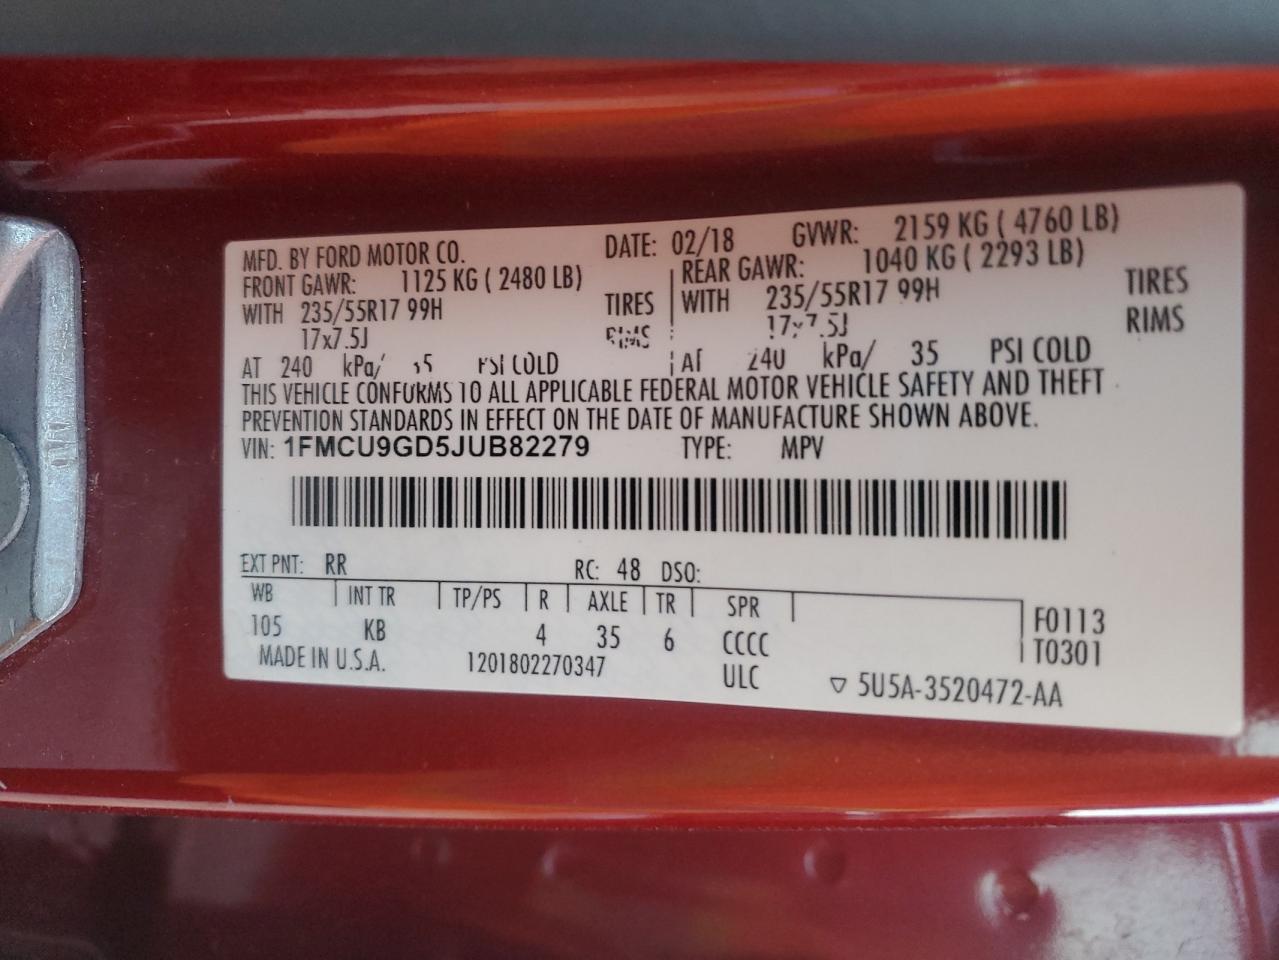 MFD. BY FORD MOTOR CO. DATE: 02/18 GVWR: 2159 KG ( 4760 LB)
FRONT GAWR: 1125 KG ( 2480 LB) REAR GAWR: 1040 KG ( 2293 LB)
WITH 235/55R17 99H TIRES WITH 235/55R17 99H TIRES
17x7.5J RIMS 17x7.5J RIMS
AT 240 kPa/ 35 PSI COLD AT 240 kPa/ 35 PSI COLD
THIS VEHICLE CONFORMS TO ALL APPLICABLE FEDERAL MOTOR VEHICLE SAFETY AND THEFT
PREVENTION STANDARDS IN EFFECT ON THE DATE OF MANUFACTURE SHOWN ABOVE.
VIN: 1FMCU9GD5JUB82279 TYPE: MPV
EXT PNT: RR RC: 48 DSO:
WB INT TR TP/PS R AXLE TR SPR F0113
105 KB 4 35 6 CCCC T0301
MADE IN U.S.A. 1201802270347 ULC ▽ 5U5A-3520472-AA